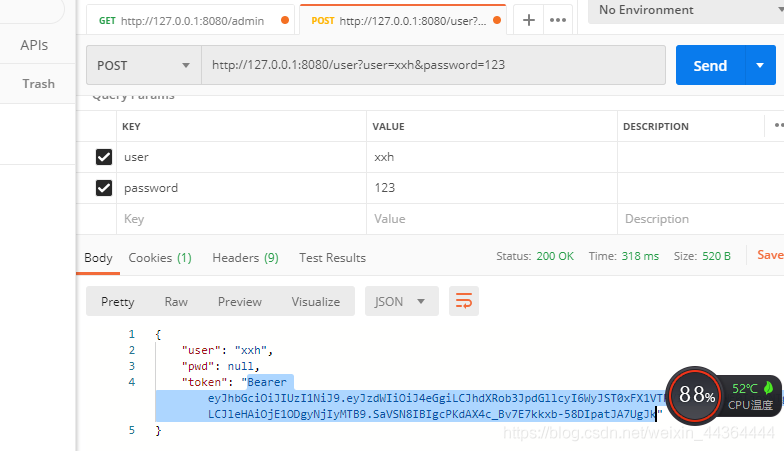 APIs
Trash
GET http://127.0.0.1:8080/admin
POST http://127.0.0.1:8080/user?...
No Environment
POST
http://127.0.0.1:8080/user?user=xxh&password=123
Send
Query Params
KEY VALUE DESCRIPTION
user xxh
password 123
Key Value Description
Body Cookies (1) Headers (9) Test Results
Status: 200 OK Time: 318 ms Size: 520 B
Save
Pretty Raw Preview Visualize JSON
1 {
2 "user": "xxh",
3 "pwd": null,
4 "token": "Bearer
eyJhbGciOiJIUzI1NiJ9.eyJzdWIiOiJ4eGgiLCJhdXRob3JpdGllcyI6WyJST0xFX1VT
LCJleHAiOjE1ODgyNjIyMTB9.SaVSN8IBIgcPKdAX4c_Bv7E7kkxb-58DIpatJA7UgJk"
5 }
88%
52℃
CPU温度
https://blog.csdn.net/weixin_44364444